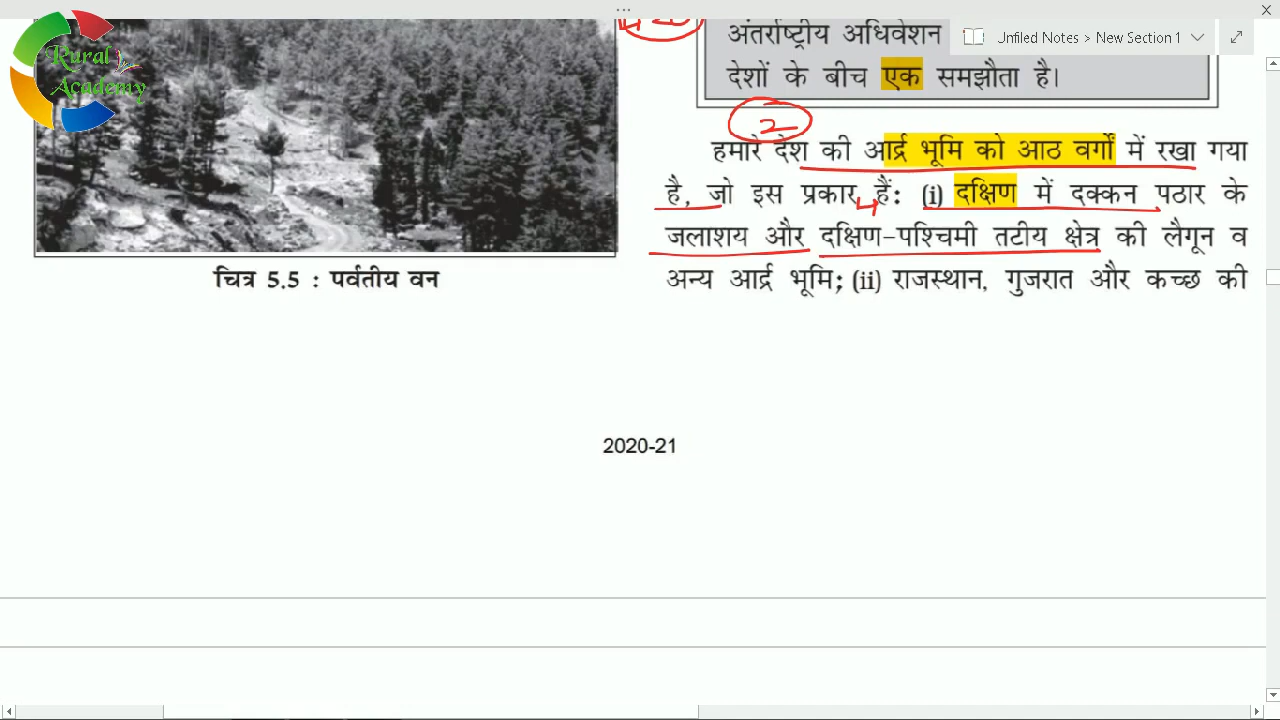 Rural
Academy
Unfiled Notes > New Section 1
अंतर्राष्ट्रीय अधिवेशन
देशों के बीच एक समझौता है।
2
हमारे देश की आर्द्र भूमि को आठ वर्गों में रखा गया
है, जो इस प्रकार हैं: (i) दक्षिण में दक्कन पठार के
4
जलाशय और दक्षिण-पश्चिमी तटीय क्षेत्र की लैगून व
अन्य आर्द्र भूमि; (ii) राजस्थान, गुजरात और कच्छ की
चित्र 5.5 : पर्वतीय वन
2020-21